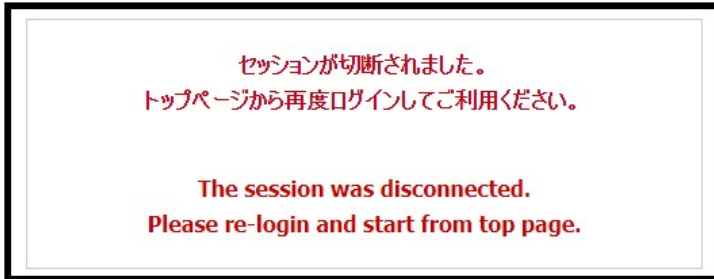 セッションが切断されました。
トップページから再度ログインしてご利用ください。
The session was disconnected.
Please re-login and start from top page.